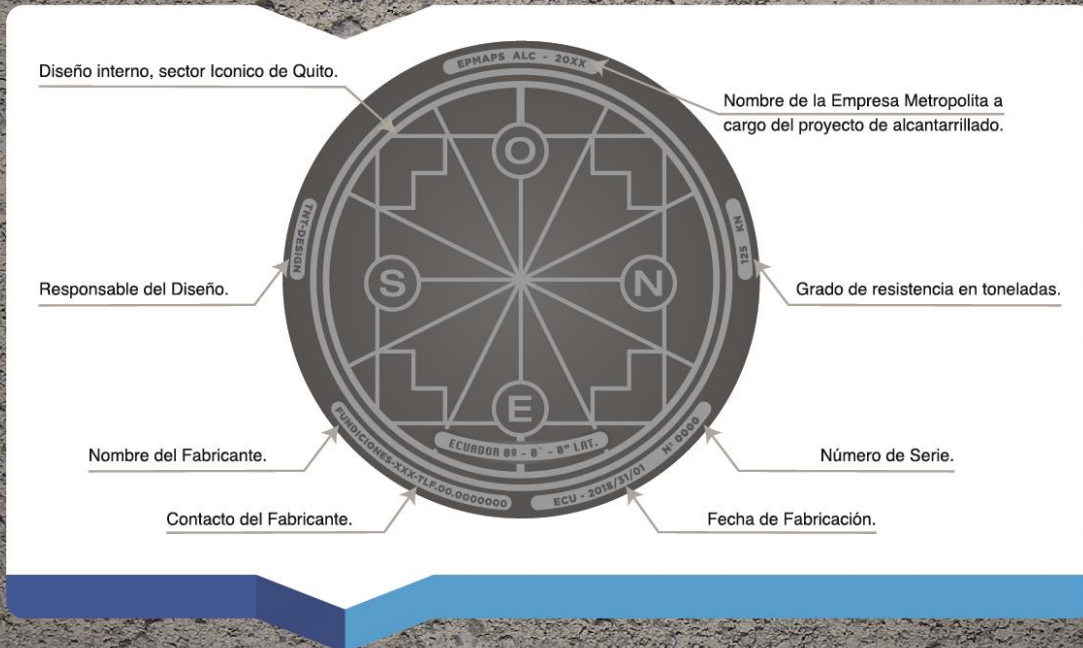 EPMAPS ALC - 20XX
Diseño interno, sector Iconico de Quito.
Nombre de la Empresa Metropolita a
cargo del proyecto de alcantarrillado.
O
TNT-DESIGN
125 KN
S
N
Responsable del Diseño.
Grado de resistencia en toneladas.
E
ECUADOR 0º - 0' - 0" LAT.
FUNDICIONES-XXX-TLF.00.0000000
ECU - 2018/31/01 Nº 0000
Nombre del Fabricante.
Número de Serie.
Contacto del Fabricante.
Fecha de Fabricación.